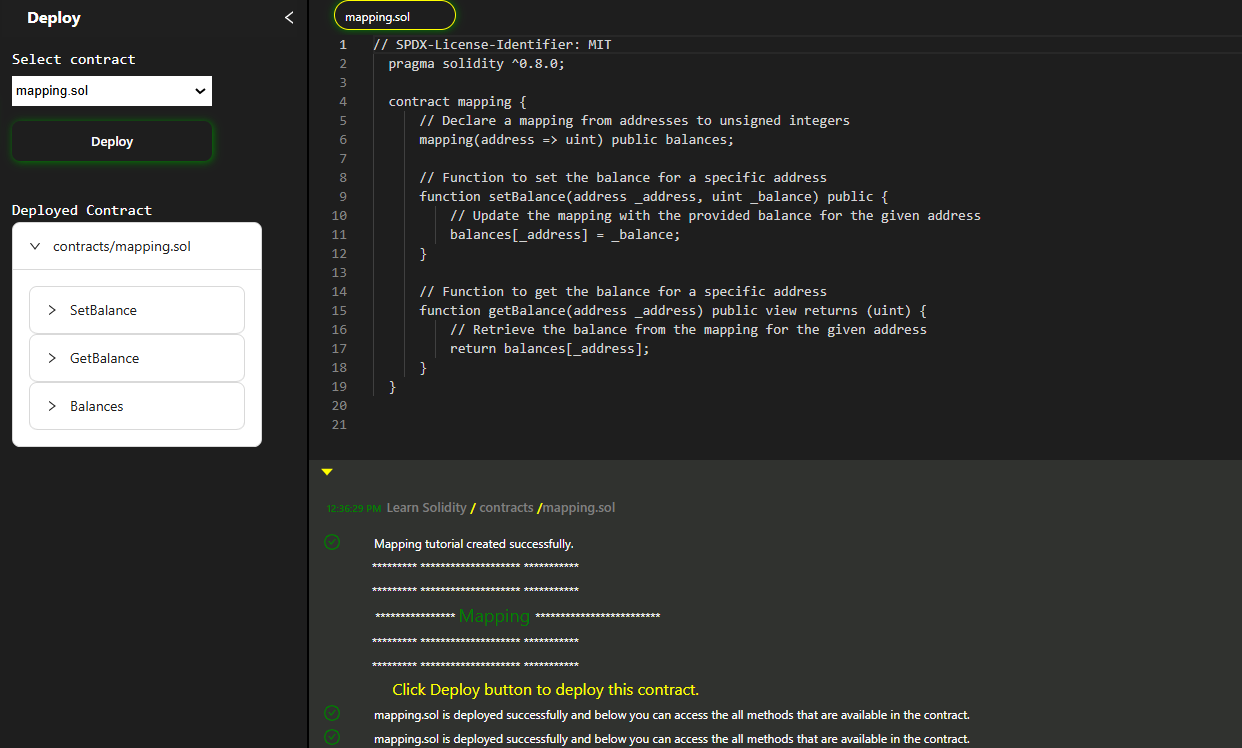 Deploy
Select contract
mapping.sol
Deploy
Deployed Contract
contracts/mapping.sol
SetBalance
GetBalance
Balances
mapping.sol
1 // SPDX-License-Identifier: MIT
2 pragma solidity ^0.8.0;
3
4 contract mapping {
5 // Declare a mapping from addresses to unsigned integers
6 mapping(address => uint) public balances;
7
8 // Function to set the balance for a specific address
9 function setBalance(address _address, uint _balance) public {
10 // Update the mapping with the provided balance for the given address
11 balances[_address] = _balance;
12 }
13
14 // Function to get the balance for a specific address
15 function getBalance(address _address) public view returns (uint) {
16 // Retrieve the balance from the mapping for the given address
17 return balances[_address];
18 }
19 }
20
21
12:36:29 PM Learn Solidity / contracts /mapping.sol
Mapping tutorial created successfully.
********* ******************** ***********
********* ******************** ***********
**************** Mapping *************************
********* ******************** ***********
********* ******************** ***********
Click Deploy button to deploy this contract.
mapping.sol is deployed successfully and below you can access the all methods that are available in the contract.
mapping.sol is deployed successfully and below you can access the all methods that are available in the contract.